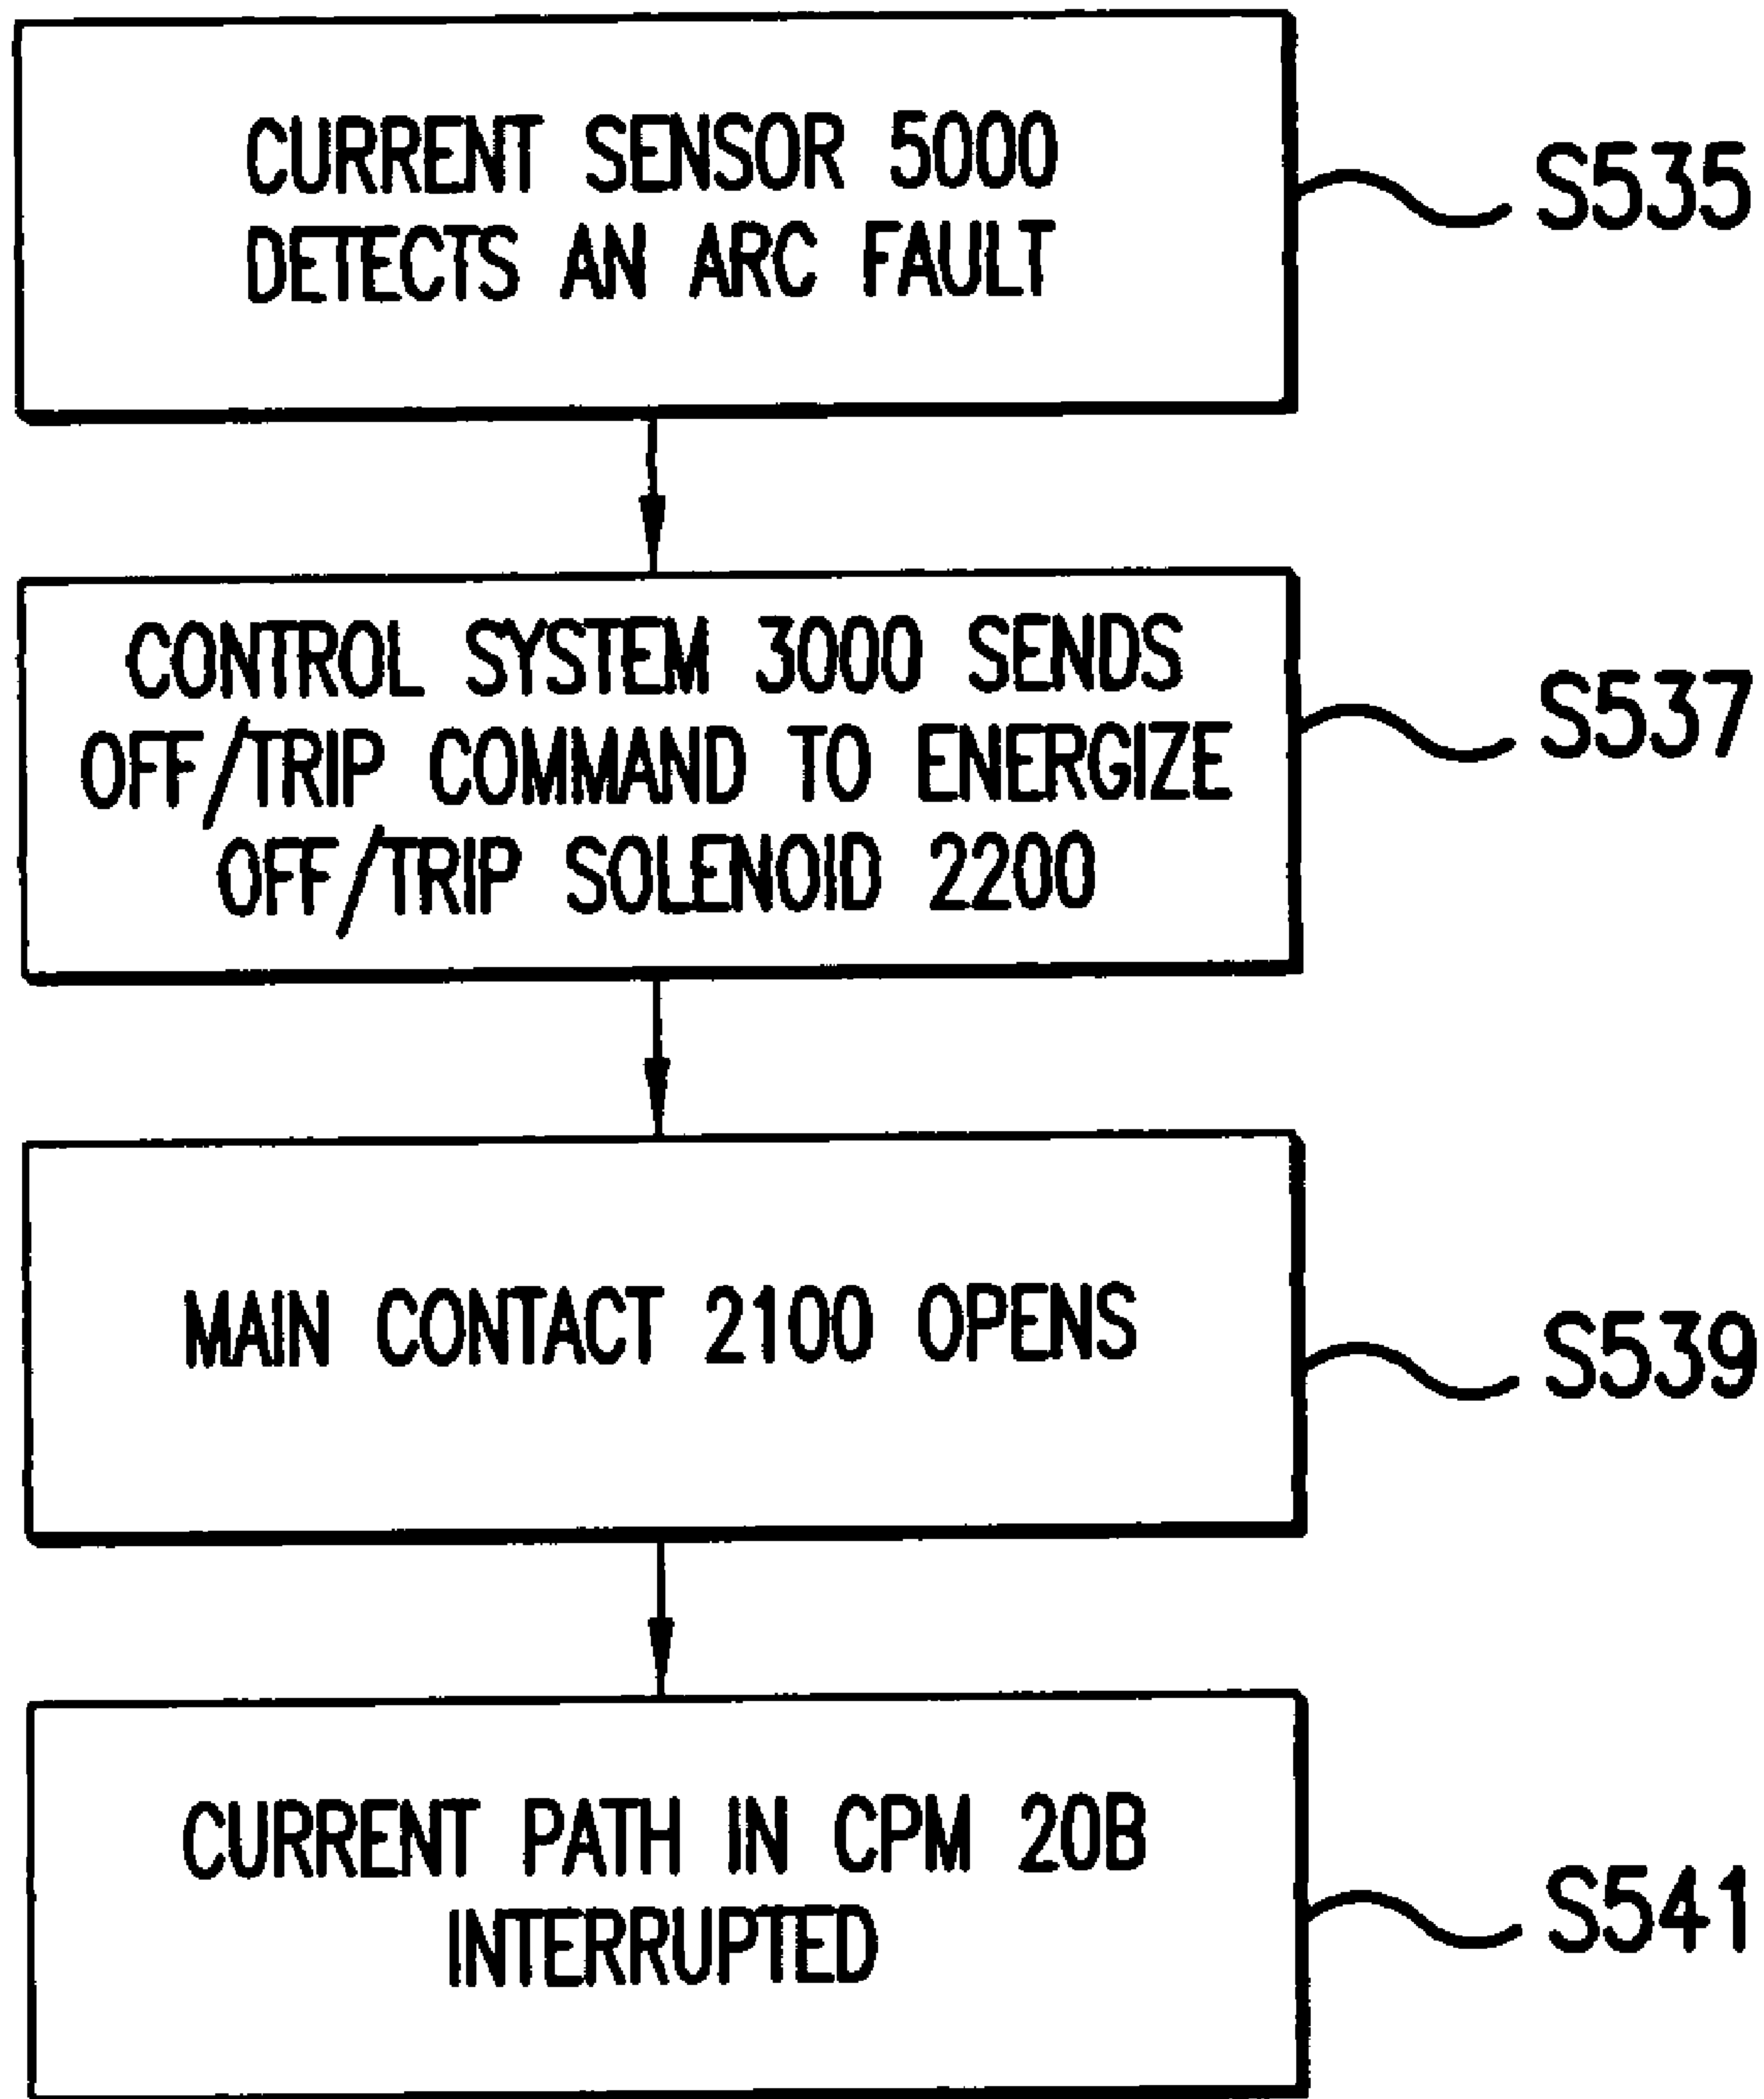 CURRENT SENSOR 5000
DETECTS AN ARC FAULT
S535
CONTROL SYSTEM 3000 SENDS
OFF/TRIP COMMAND TO ENERGIZE
OFF/TRIP SOLENOID 2200
S537
MAIN CONTACT 2100 OPENS
S539
CURRENT PATH IN CPM 20B
INTERRUPTED
S541